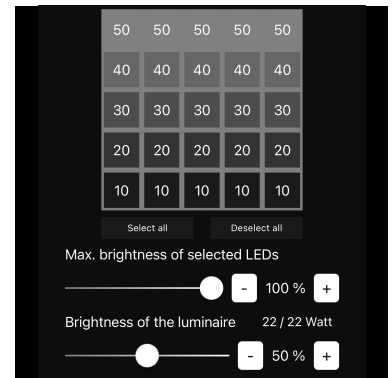 50 50 50 50 50
40 40 40 40 40
30 30 30 30 30
20 20 20 20 20
10 10 10 10 10
Select all Deselect all
Max. brightness of selected LEDs
- 100 % +
Brightness of the luminaire 22 / 22 Watt
- 50 % +